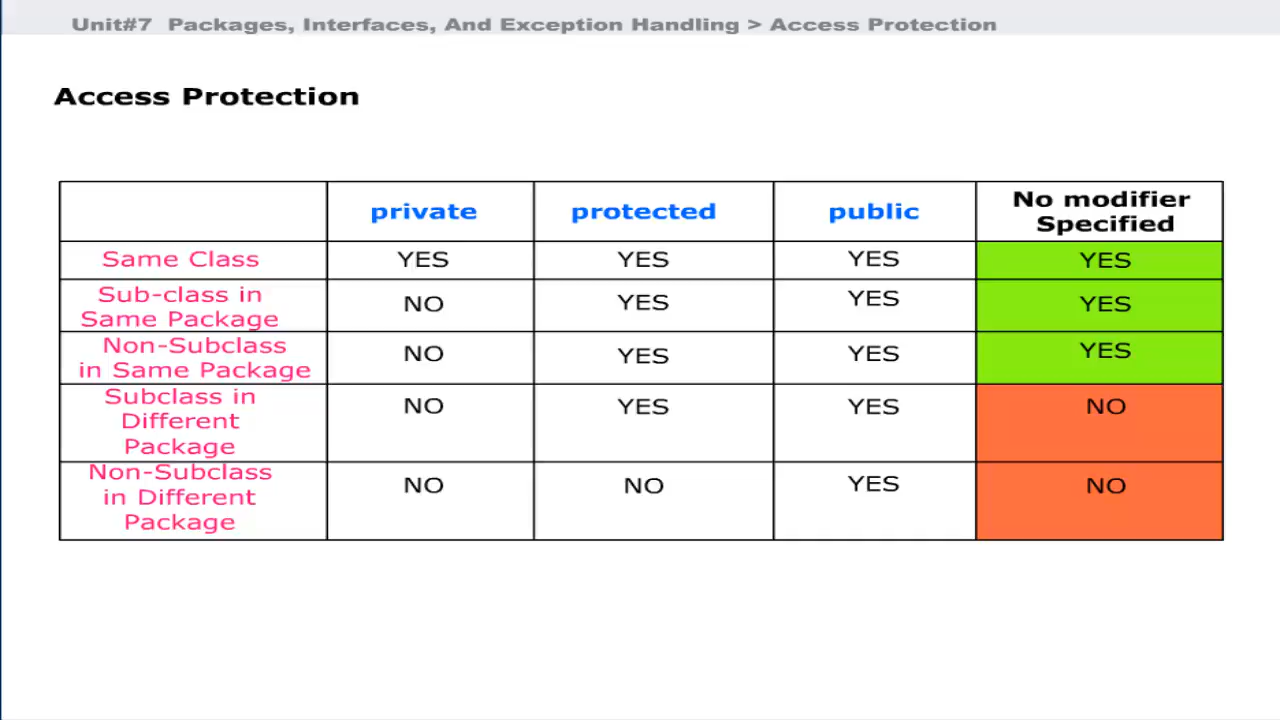 Unit#7 Packages, Interfaces, And Exception Handling > Access Protection
Access Protection
private protected public No modifier
Specified
Same Class YES YES YES YES
Sub-class in
Same Package NO YES YES YES
Non-Subclass
in Same Package NO YES YES YES
Subclass in
Different
Package NO YES YES NO
Non-Subclass
in Different
Package NO NO YES NO